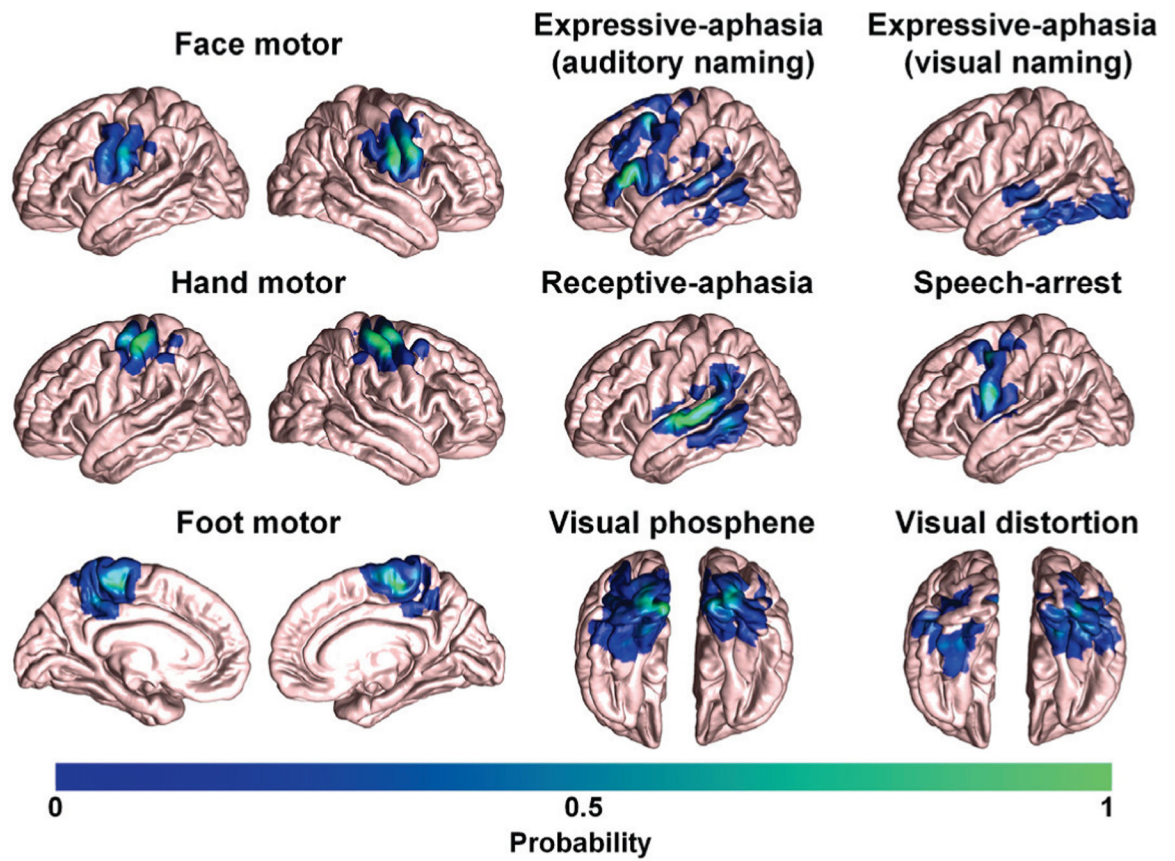 Face motor
Expressive-aphasia
(auditory naming)
Expressive-aphasia
(visual naming)
Hand motor
Receptive-aphasia
Speech-arrest
Foot motor
Visual phosphene
Visual distortion
0
0.5
1
Probability